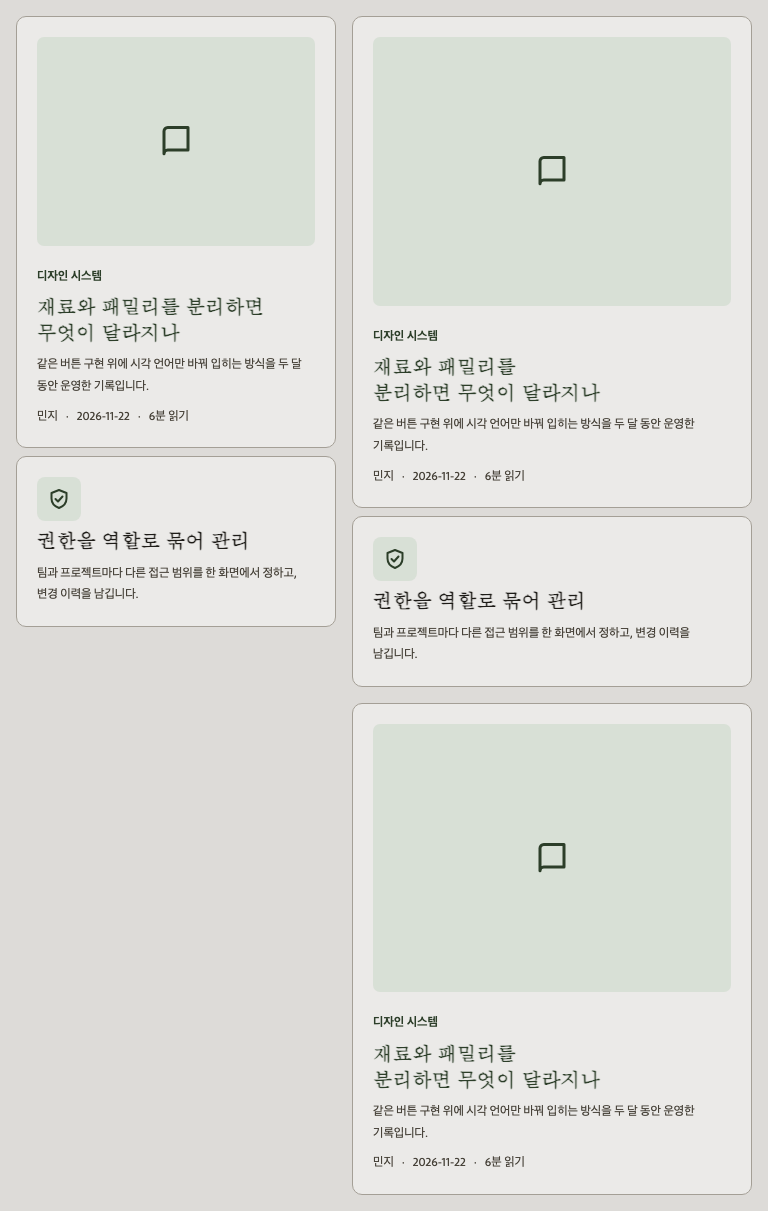 디자인 시스템
재료와 패밀리를 분리하면
무엇이 달라지나
같은 버튼 구현 위에 시각 언어만 바꿔 입히는 방식을 두 달
동안 운영한 기록입니다.
민지 · 2026-11-22 · 6분 읽기
권한을 역할로 묶어 관리
팀과 프로젝트마다 다른 접근 범위를 한 화면에서 정하고,
변경 이력을 남깁니다.
디자인 시스템
재료와 패밀리를
분리하면 무엇이 달라지나
같은 버튼 구현 위에 시각 언어만 바꿔 입히는 방식을 두 달 동안 운영한
기록입니다.
민지 · 2026-11-22 · 6분 읽기
권한을 역할로 묶어 관리
팀과 프로젝트마다 다른 접근 범위를 한 화면에서 정하고, 변경 이력을
남깁니다.
디자인 시스템
재료와 패밀리를
분리하면 무엇이 달라지나
같은 버튼 구현 위에 시각 언어만 바꿔 입히는 방식을 두 달 동안 운영한
기록입니다.
민지 · 2026-11-22 · 6분 읽기